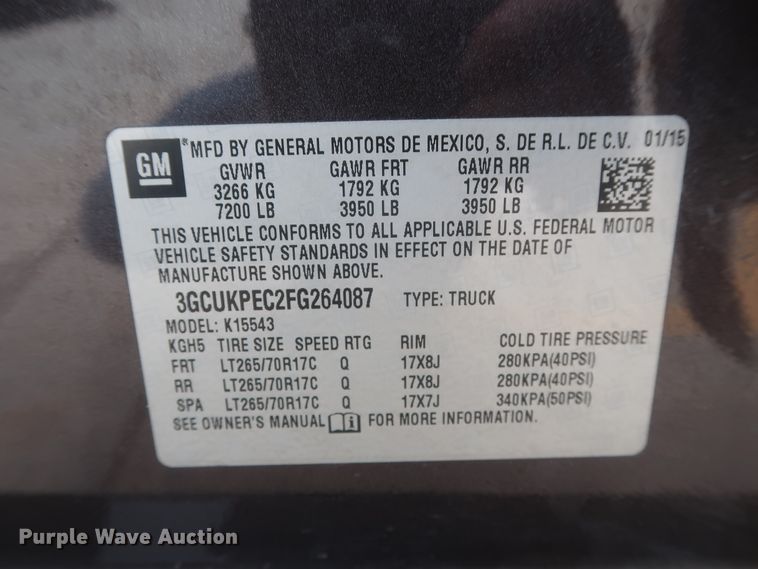 GM *MFD BY GENERAL MOTORS DE MEXICO, S. DE R.L. DE C.V. 01/15
GVWR GAWR FRT GAWR RR
3266 KG 1792 KG 1792 KG
7200 LB 3950 LB 3950 LB
THIS VEHICLE CONFORMS TO ALL APPLICABLE U.S. FEDERAL MOTOR
VEHICLE SAFETY STANDARDS IN EFFECT ON THE DATE OF
MANUFACTURE SHOWN ABOVE.
3GCUKPEC2FG264087 TYPE: TRUCK
MODEL: K15543
KGH5 TIRE SIZE SPEED RTG RIM COLD TIRE PRESSURE
FRT LT265/70R17C Q 17X8J 280KPA(40PSI)
RR LT265/70R17C Q 17X8J 280KPA(40PSI)
SPA LT265/70R17C Q 17X7J 340KPA(50PSI)
SEE OWNER'S MANUAL i FOR MORE INFORMATION.
Purple Wave Auction